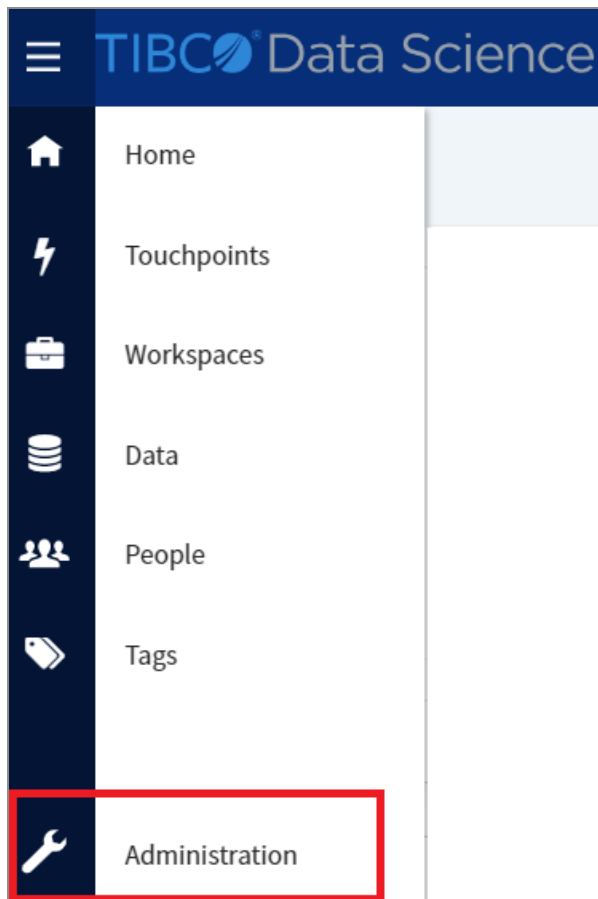 TIBCO® Data Science
Home
Touchpoints
Workspaces
Data
People
Tags
Administration